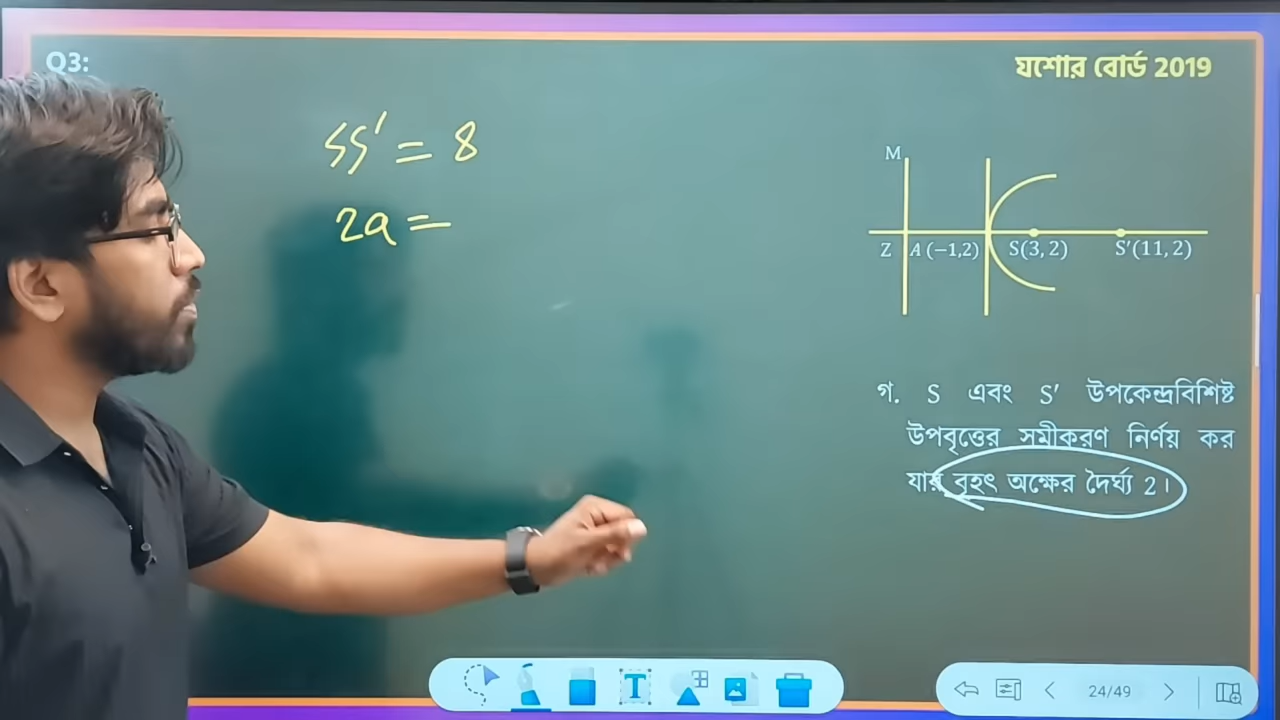 Q3:
যশোর বোর্ড 2019
SS′ = 8
2a =
M
Z A (−1,2) S(3, 2) S′(11, 2)
গ. S এবং S′ উপকেন্দ্রবিশিষ্ট
উপবৃত্তের সমীকরণ নির্ণয় কর
যার বৃহৎ অক্ষের দৈর্ঘ্য 2।
T
24/49